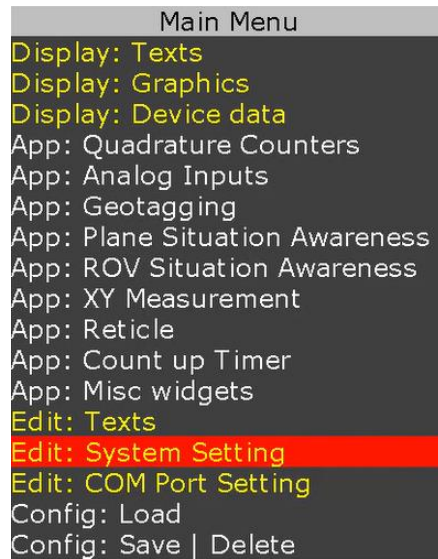 Main Menu
Display: Texts
Display: Graphics
Display: Device data
App: Quadrature Counters
App: Analog Inputs
App: Geotagging
App: Plane Situation Awareness
App: ROV Situation Awareness
App: XY Measurement
App: Reticle
App: Count up Timer
App: Misc widgets
Edit: Texts
Edit: System Setting
Edit: COM Port Setting
Config: Load
Config: Save | Delete